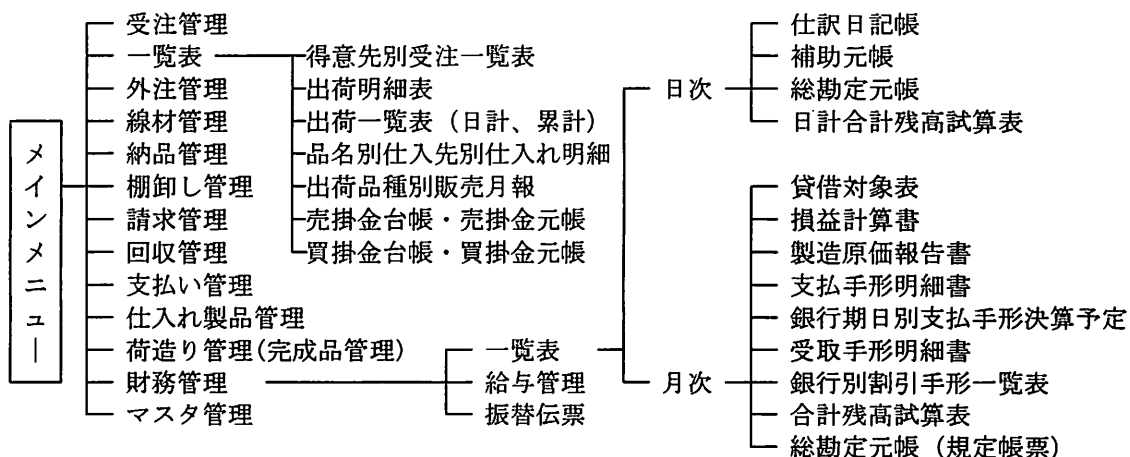 メインメニュー
受注管理
一覧表
外注管理
線材管理
納品管理
棚卸し管理
請求管理
回収管理
支払い管理
仕入れ製品管理
荷造り管理(完成品管理)
財務管理
マスタ管理
得意先別受注一覧表
出荷明細表
出荷一覧表（日計、累計）
品名別仕入先別仕入れ明細
出荷品種別販売月報
売掛金台帳・売掛金元帳
買掛金台帳・買掛金元帳
一覧表
給与管理
振替伝票
日次
仕訳日記帳
補助元帳
総勘定元帳
日計合計残高試算表
月次
貸借対象表
損益計算書
製造原価報告書
支払手形明細書
銀行期日別支払手形決算予定
受取手形明細書
銀行別割引手形一覧表
合計残高試算表
総勘定元帳（規定帳票）